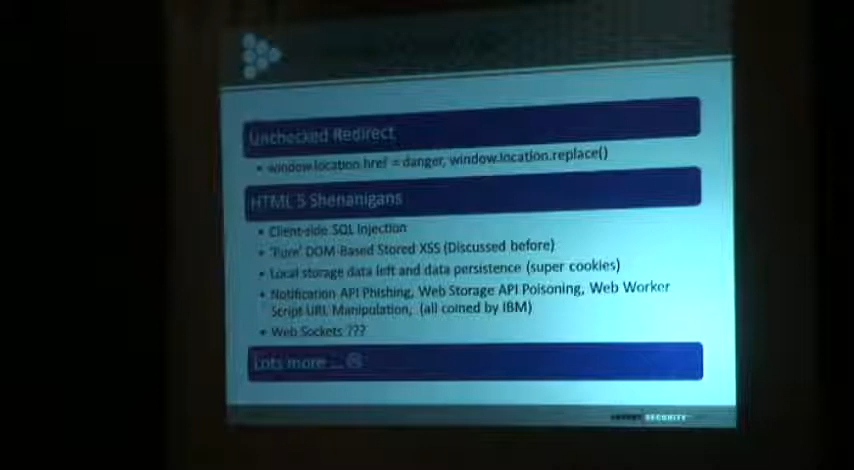 Unchecked Redirect
• window.location.href = danger, window.location.replace()
HTML 5 Shenanigans
• Client-side SQL Injection
• 'Pure' DOM-Based Stored XSS (Discussed before)
• Local storage data left and data persistence (super cookies)
• Notification API Phishing, Web Storage API Poisoning, Web Worker
Script URL Manipulation, (all coined by IBM)
• Web Sockets ???
Lots more ... ☹
SECURITY